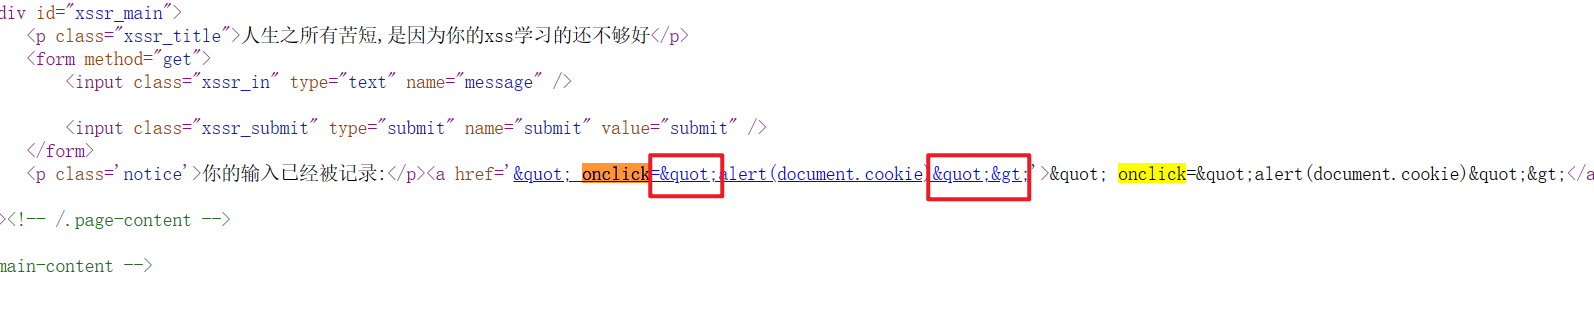 div id="xssr_main">
<p class="xssr_title">人生之所有苦短,是因为你的xss学习的还不够好</p>
<form method="get">
<input class="xssr_in" type="text" name="message" />
<input class="xssr_submit" type="submit" name="submit" value="submit" />
</form>
<p class='notice'>你的输入已经被记录:</p><a href='&quot; onclick=&quot;alert(document.cookie)&quot;&gt;'>&quot; onclick=&quot;alert(document.cookie)&quot;&gt;</a
><!-- /.page-content -->
main-content -->